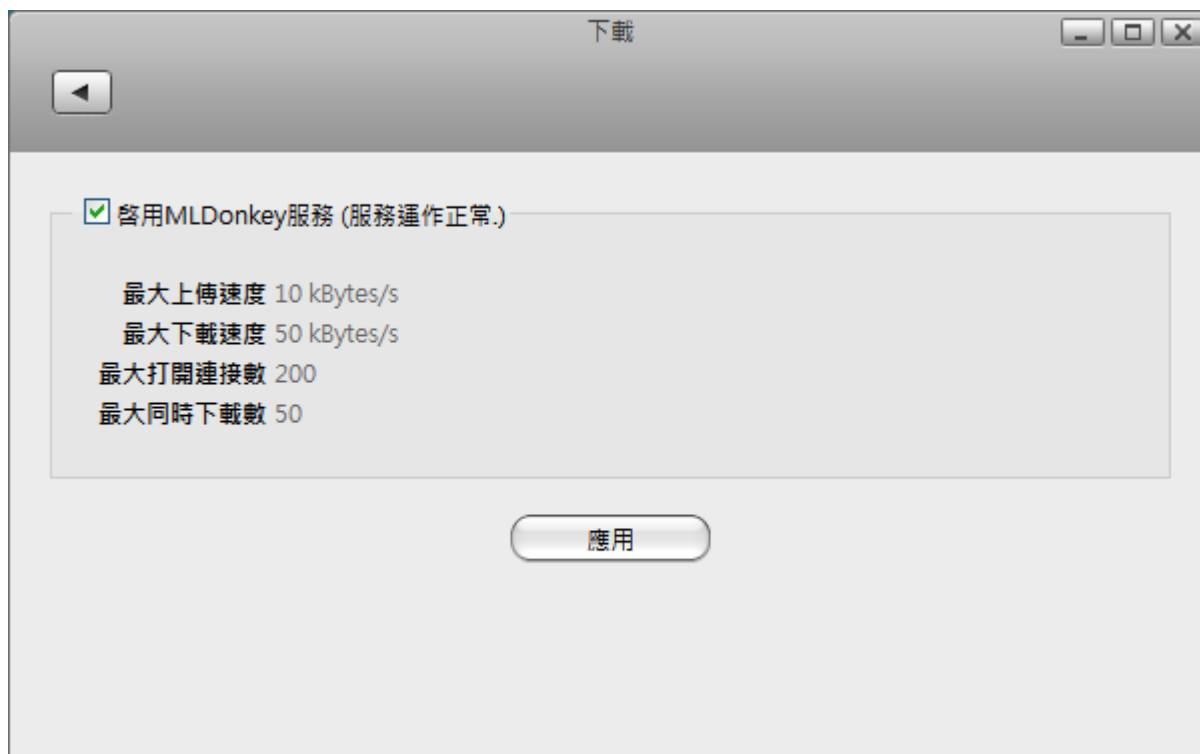 下載
啓用MLDonkey服務 (服務運作正常.)
最大上傳速度 10 kBytes/s
最大下載速度 50 kBytes/s
最大打開連接數 200
最大同時下載數 50
應用